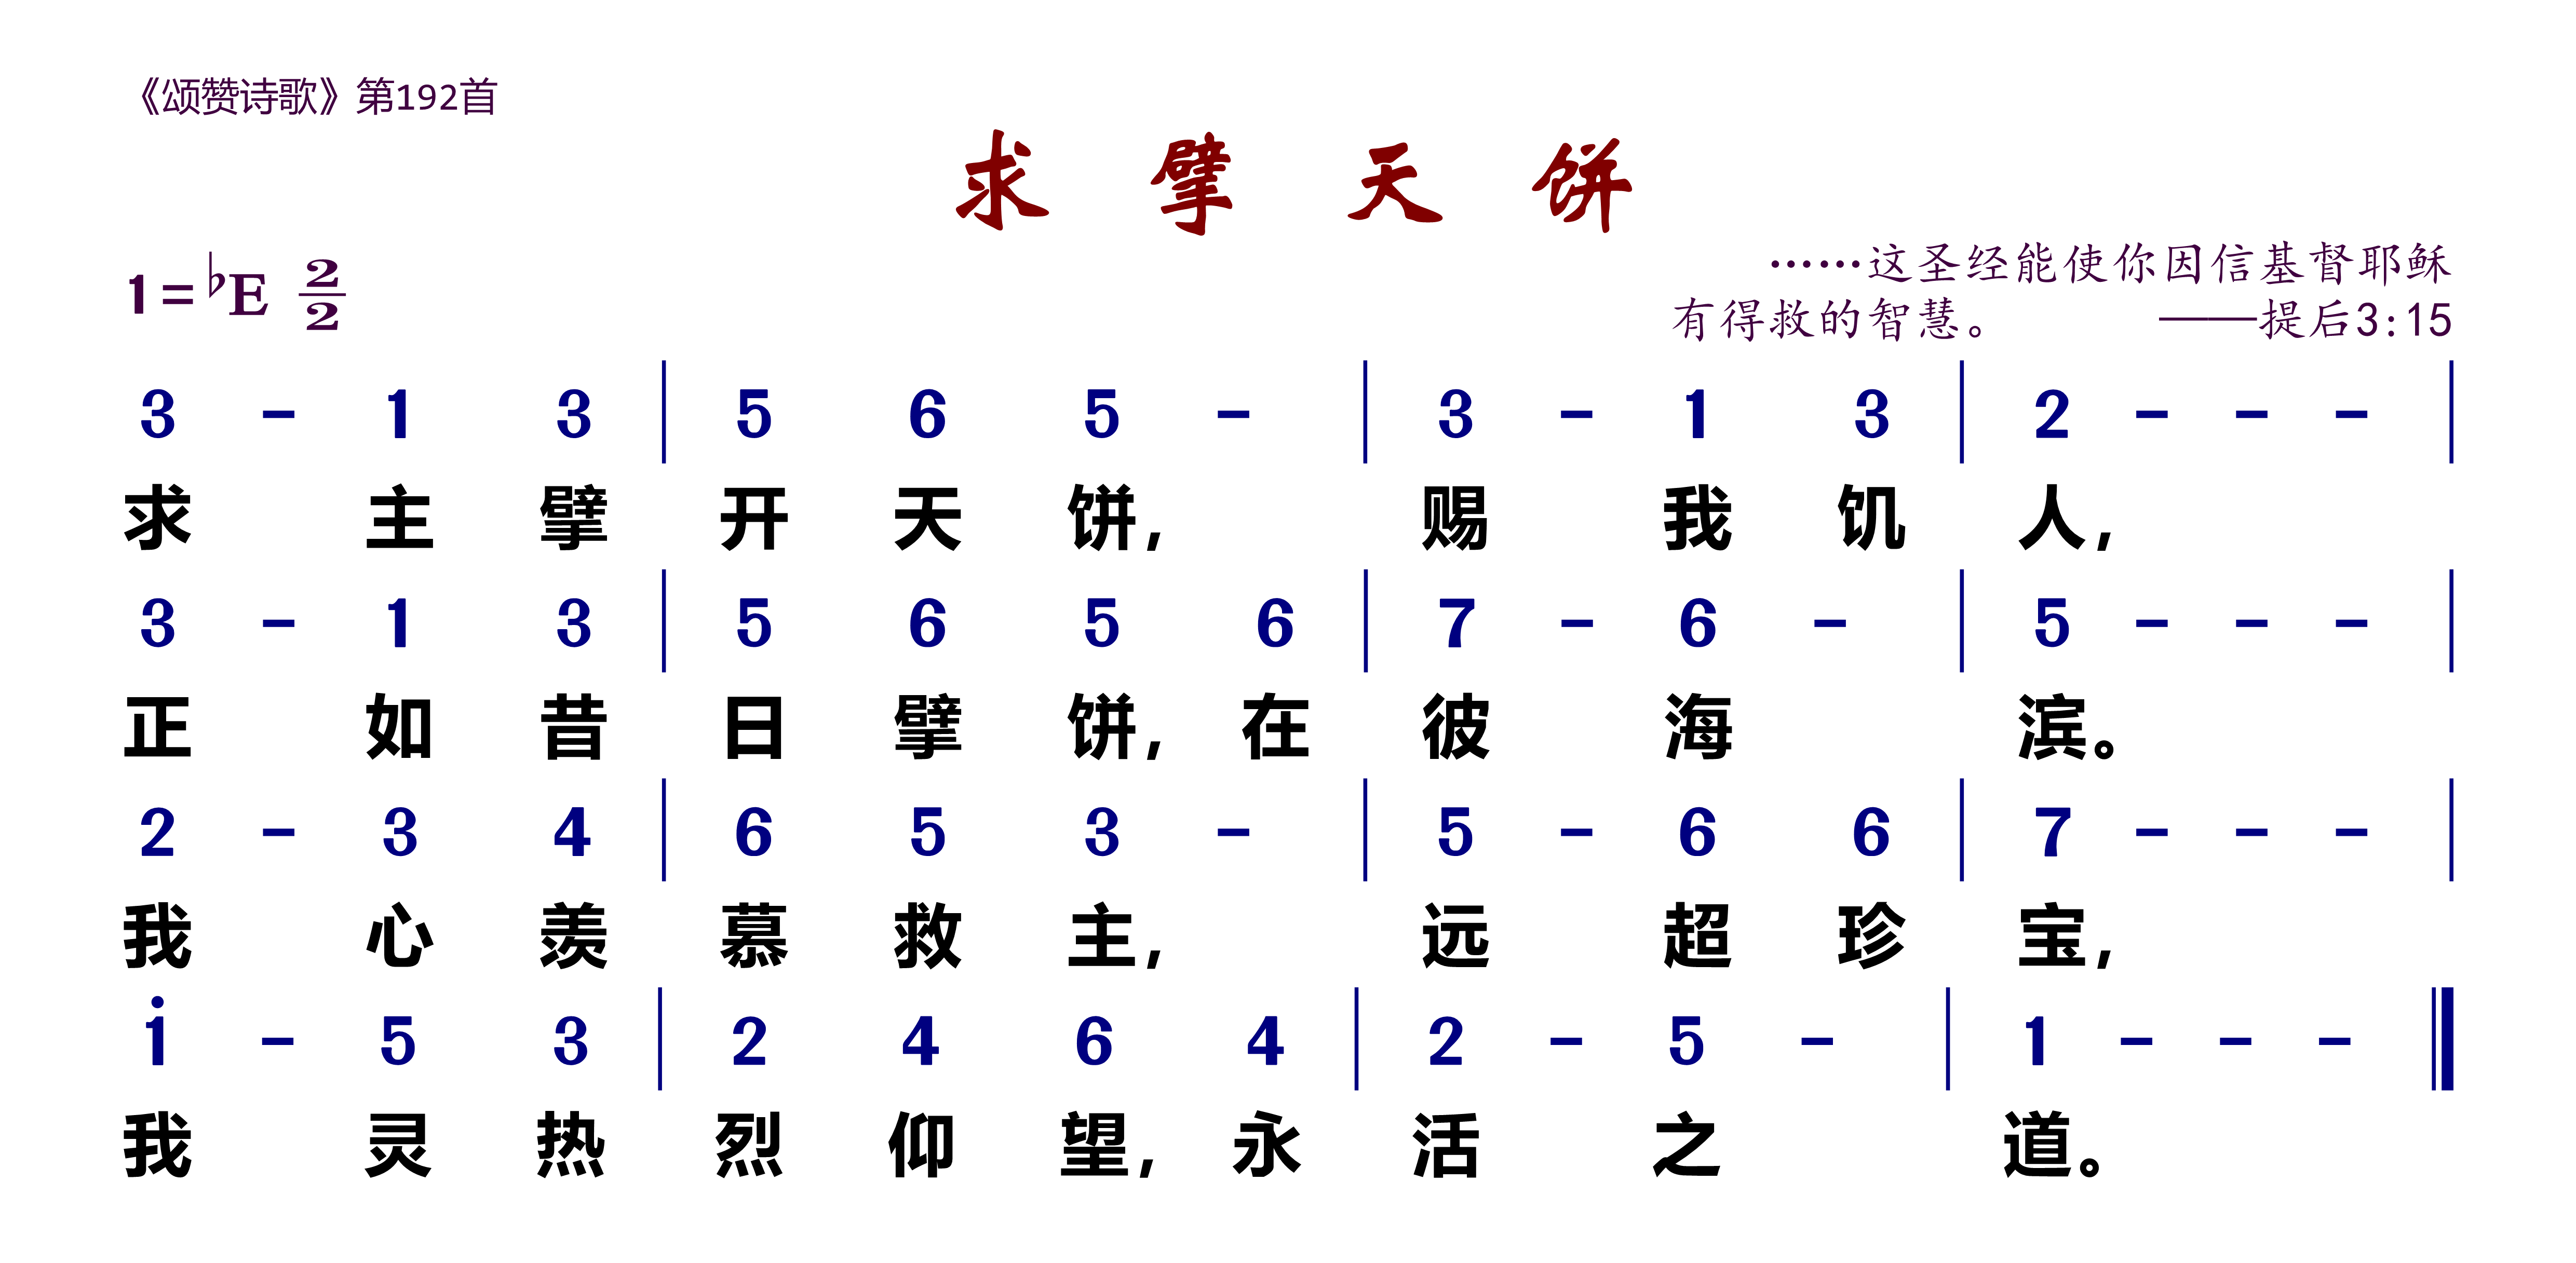 《颂赞诗歌》第192首
求擘天饼
1=♭E 2/2
……这圣经能使你因信基督耶稣
有得救的智慧。 ——提后3:15
3 - 1 3 | 5 6 5 - | 3 - 1 3 | 2 - - - |
求主擘开天饼, 赐我饥人,
3 - 1 3 | 5 6 5 6 | 7 - 6 - | 5 - - - |
正如昔日擘饼, 在彼海滨。
2 - 3 4 | 6 5 3 - | 5 - 6 6 | 7 - - - |
我心羡慕救主, 远超珍宝,
i - 5 3 | 2 4 6 4 | 2 - 5 - | 1 - - - ‖
我灵热烈仰望, 永活之道。